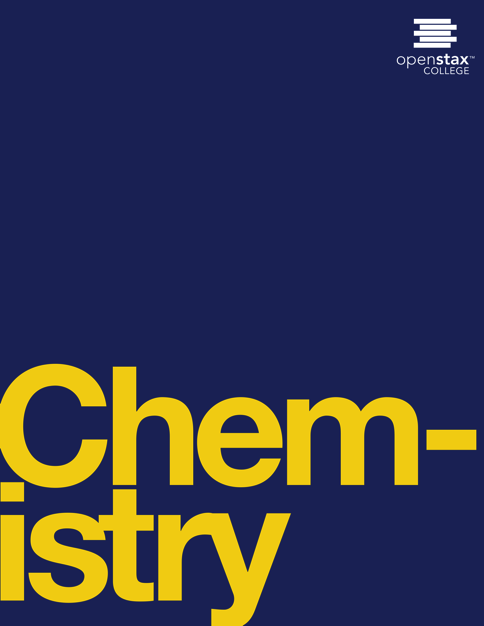 openstax™
COLLEGE
Chem-
istry